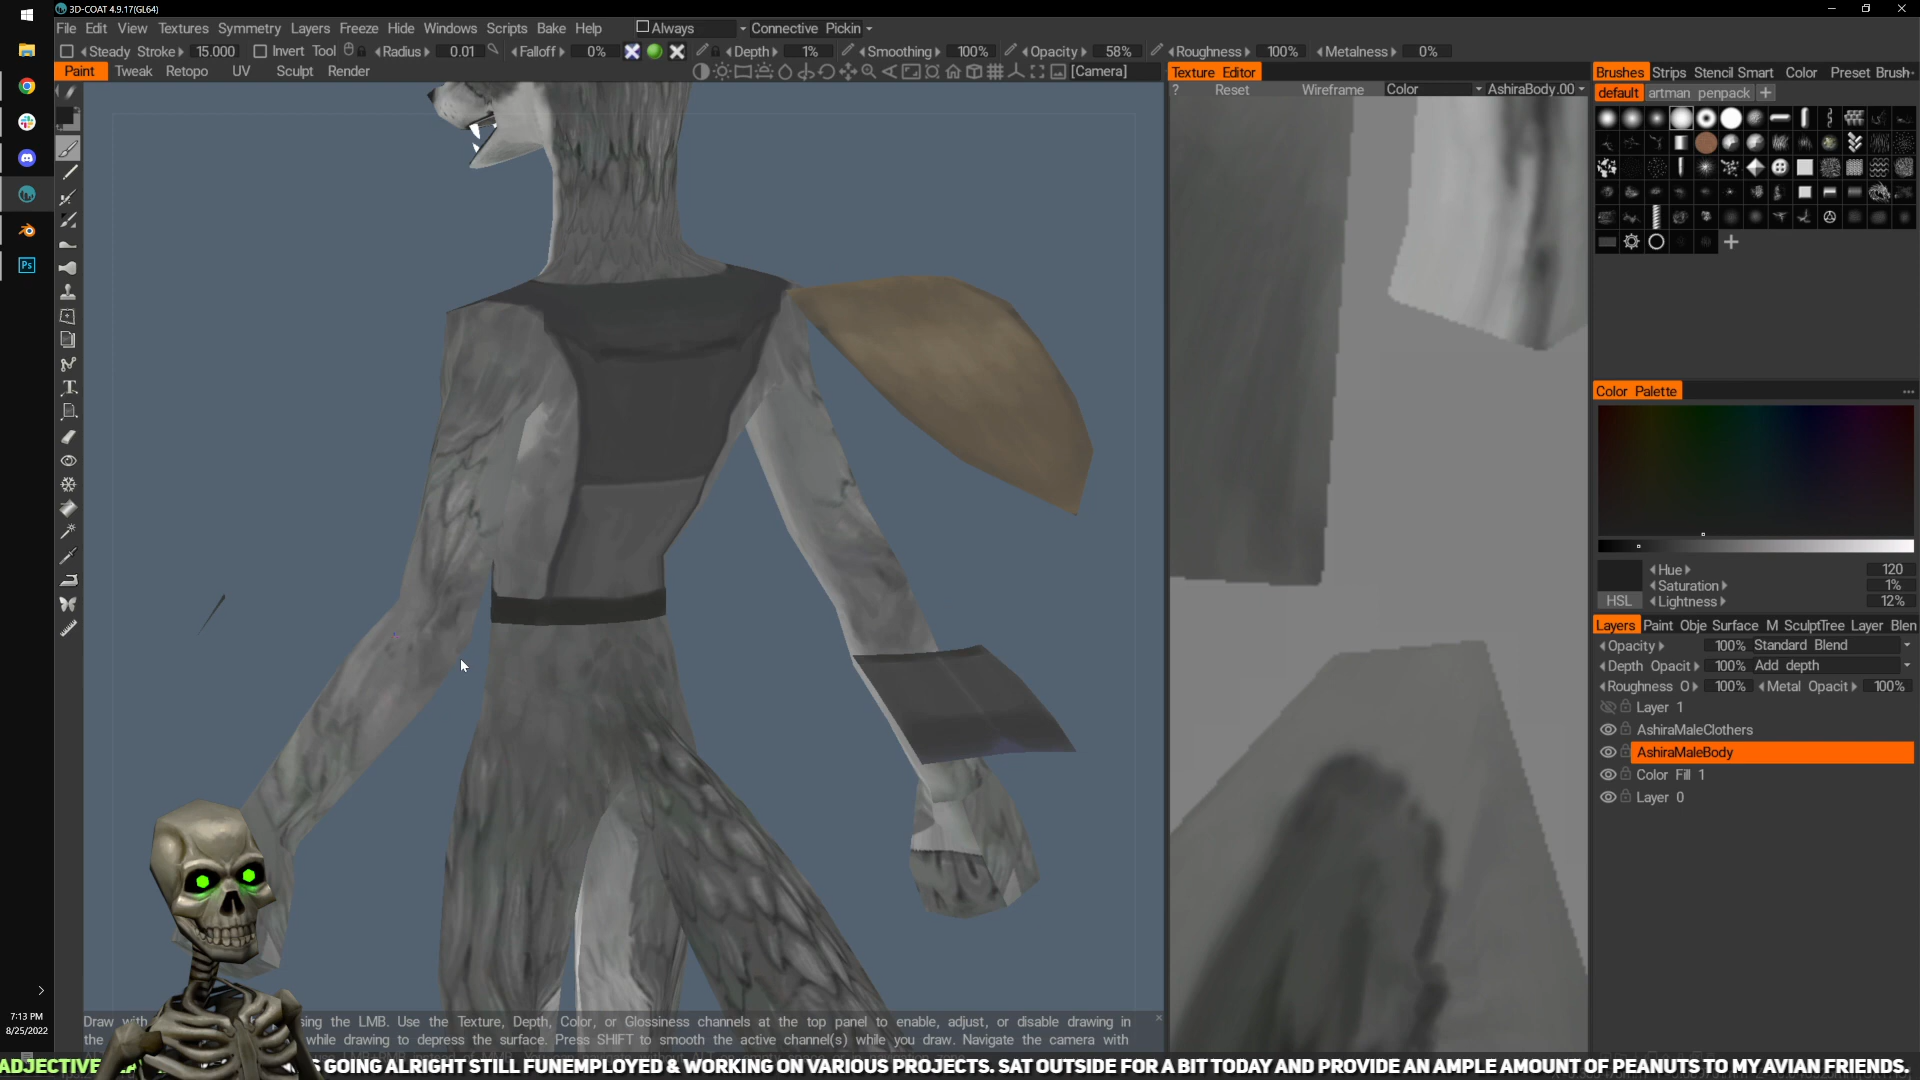 3D-COAT 4.9.17(GL64)
File Edit View Textures Symmetry Layers Freeze Hide Windows Scripts Bake Help Always Connective Pickin
Steady Stroke 15.000 Invert Tool Radius 0.01 Falloff 0% Depth 1% Smoothing 100% Opacity 58% Roughness 100% Metalness 0%
Paint Tweak Retopo UV Sculpt Render [Camera]
Texture Editor
? Reset Wireframe Color AshiraBody.00
Brushes Strips Stencil Smart Color Preset Brush
default artman penpack +
Color Palette
Hue 120
Saturation 1%
HSL Lightness 12%
Layers Paint Obje Surface M SculptTree Layer Blen
Opacity 100% Standard Blend
Depth Opacit 100% Add depth
Roughness O 100% Metal Opacit 100%
Layer 1
AshiraMaleClothers
AshiraMaleBody
Color Fill 1
Layer 0
Ps
7:13 PM
8/25/2022
Draw with sing the LMB. Use the Texture, Depth, Color, or Glossiness channels at the top panel to enable, adjust, or disable drawing in
the while drawing to depress the surface. Press SHIFT to smooth the active channel(s) while you draw. Navigate the camera with
ADJECTIVE S GOING ALRIGHT STILL FUNEMPLOYED & WORKING ON VARIOUS PROJECTS. SAT OUTSIDE FOR A BIT TODAY AND PROVIDE AN AMPLE AMOUNT OF PEANUTS TO MY AVIAN FRIENDS.